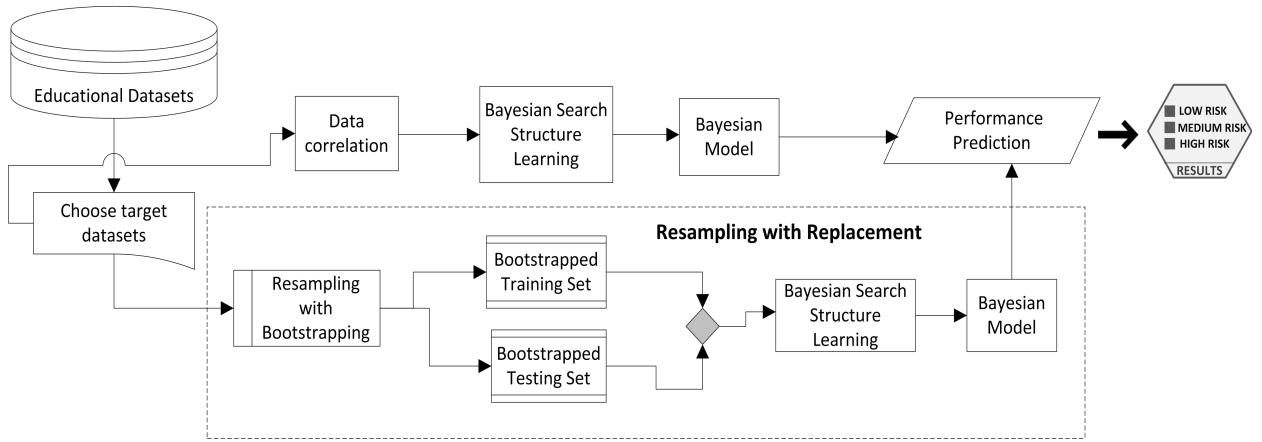 Educational Datasets
Data
correlation
Bayesian Search
Structure
Learning
Bayesian
Model
Performance
Prediction
LOW RISK
MEDIUM RISK
HIGH RISK
RESULTS
Choose target
datasets
Resampling with Replacement
Resampling
with
Bootstrapping
Bootstrapped
Training Set
Bootstrapped
Testing Set
Bayesian Search
Structure
Learning
Bayesian
Model